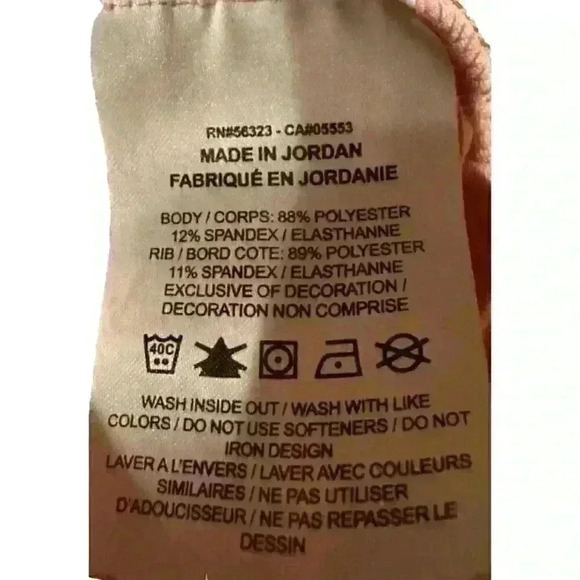 RN#56323 - CA#05553
MADE IN JORDAN
FABRIQUÉ EN JORDANIE
BODY / CORPS: 88% POLYESTER
12% SPANDEX / ELASTHANNE
RIB / BORD COTE: 89% POLYESTER
11% SPANDEX / ELASTHANNE
EXCLUSIVE OF DECORATION /
DECORATION NON COMPRISE
40C
WASH INSIDE OUT / WASH WITH LIKE
COLORS / DO NOT USE SOFTENERS / DO NOT
IRON DESIGN
LAVER A L'ENVERS / LAVER AVEC COULEURS
SIMILAIRES / NE PAS UTILISER
D'ADOUCISSEUR / NE PAS REPASSER LE
DESSIN